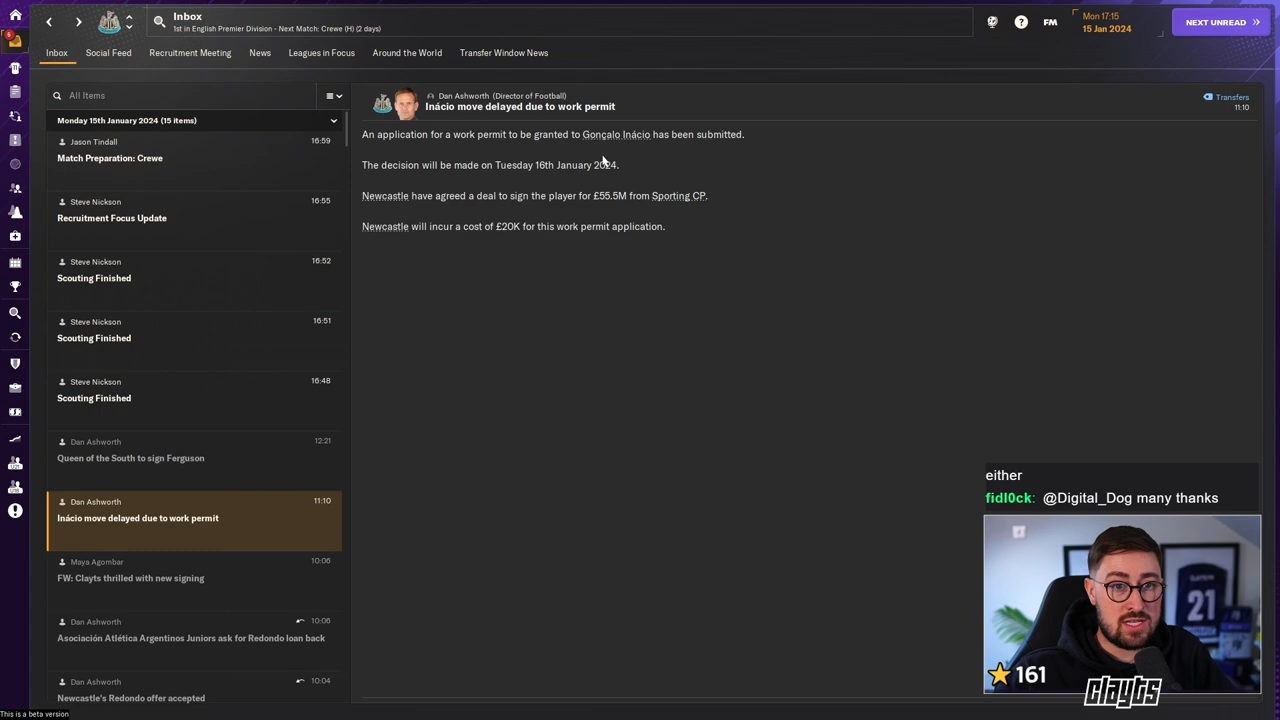 Inbox
1st in English Premier Division - Next Match: Crewe (H) (2 days)
FM
Mon 17:15
15 Jan 2024
NEXT UNREAD
Inbox
Social Feed
Recruitment Meeting
News
Leagues in Focus
Around the World
Transfer Window News
All Items
Monday 15th January 2024 (15 items)
Jason Tindall 16:59
Match Preparation: Crewe
Steve Nickson 16:55
Recruitment Focus Update
Steve Nickson 16:52
Scouting Finished
Steve Nickson 16:51
Scouting Finished
Steve Nickson 16:48
Scouting Finished
Dan Ashworth 12:21
Queen of the South to sign Ferguson
Dan Ashworth 11:10
Inácio move delayed due to work permit
Maya Agombar 10:06
FW: Clayts thrilled with new signing
Dan Ashworth 10:06
Asociación Atlética Argentinos Juniors ask for Redondo loan back
Dan Ashworth 10:04
Newcastle's Redondo offer accepted
Dan Ashworth (Director of Football)
Inácio move delayed due to work permit
Transfers
11:10
An application for a work permit to be granted to Gonçalo Inácio has been submitted.
The decision will be made on Tuesday 16th January 2024.
Newcastle have agreed a deal to sign the player for £55.5M from Sporting CP.
Newcastle will incur a cost of £20K for this work permit application.
either
fidl0ck: @Digital_Dog many thanks
21
161
clayts
This is a beta version